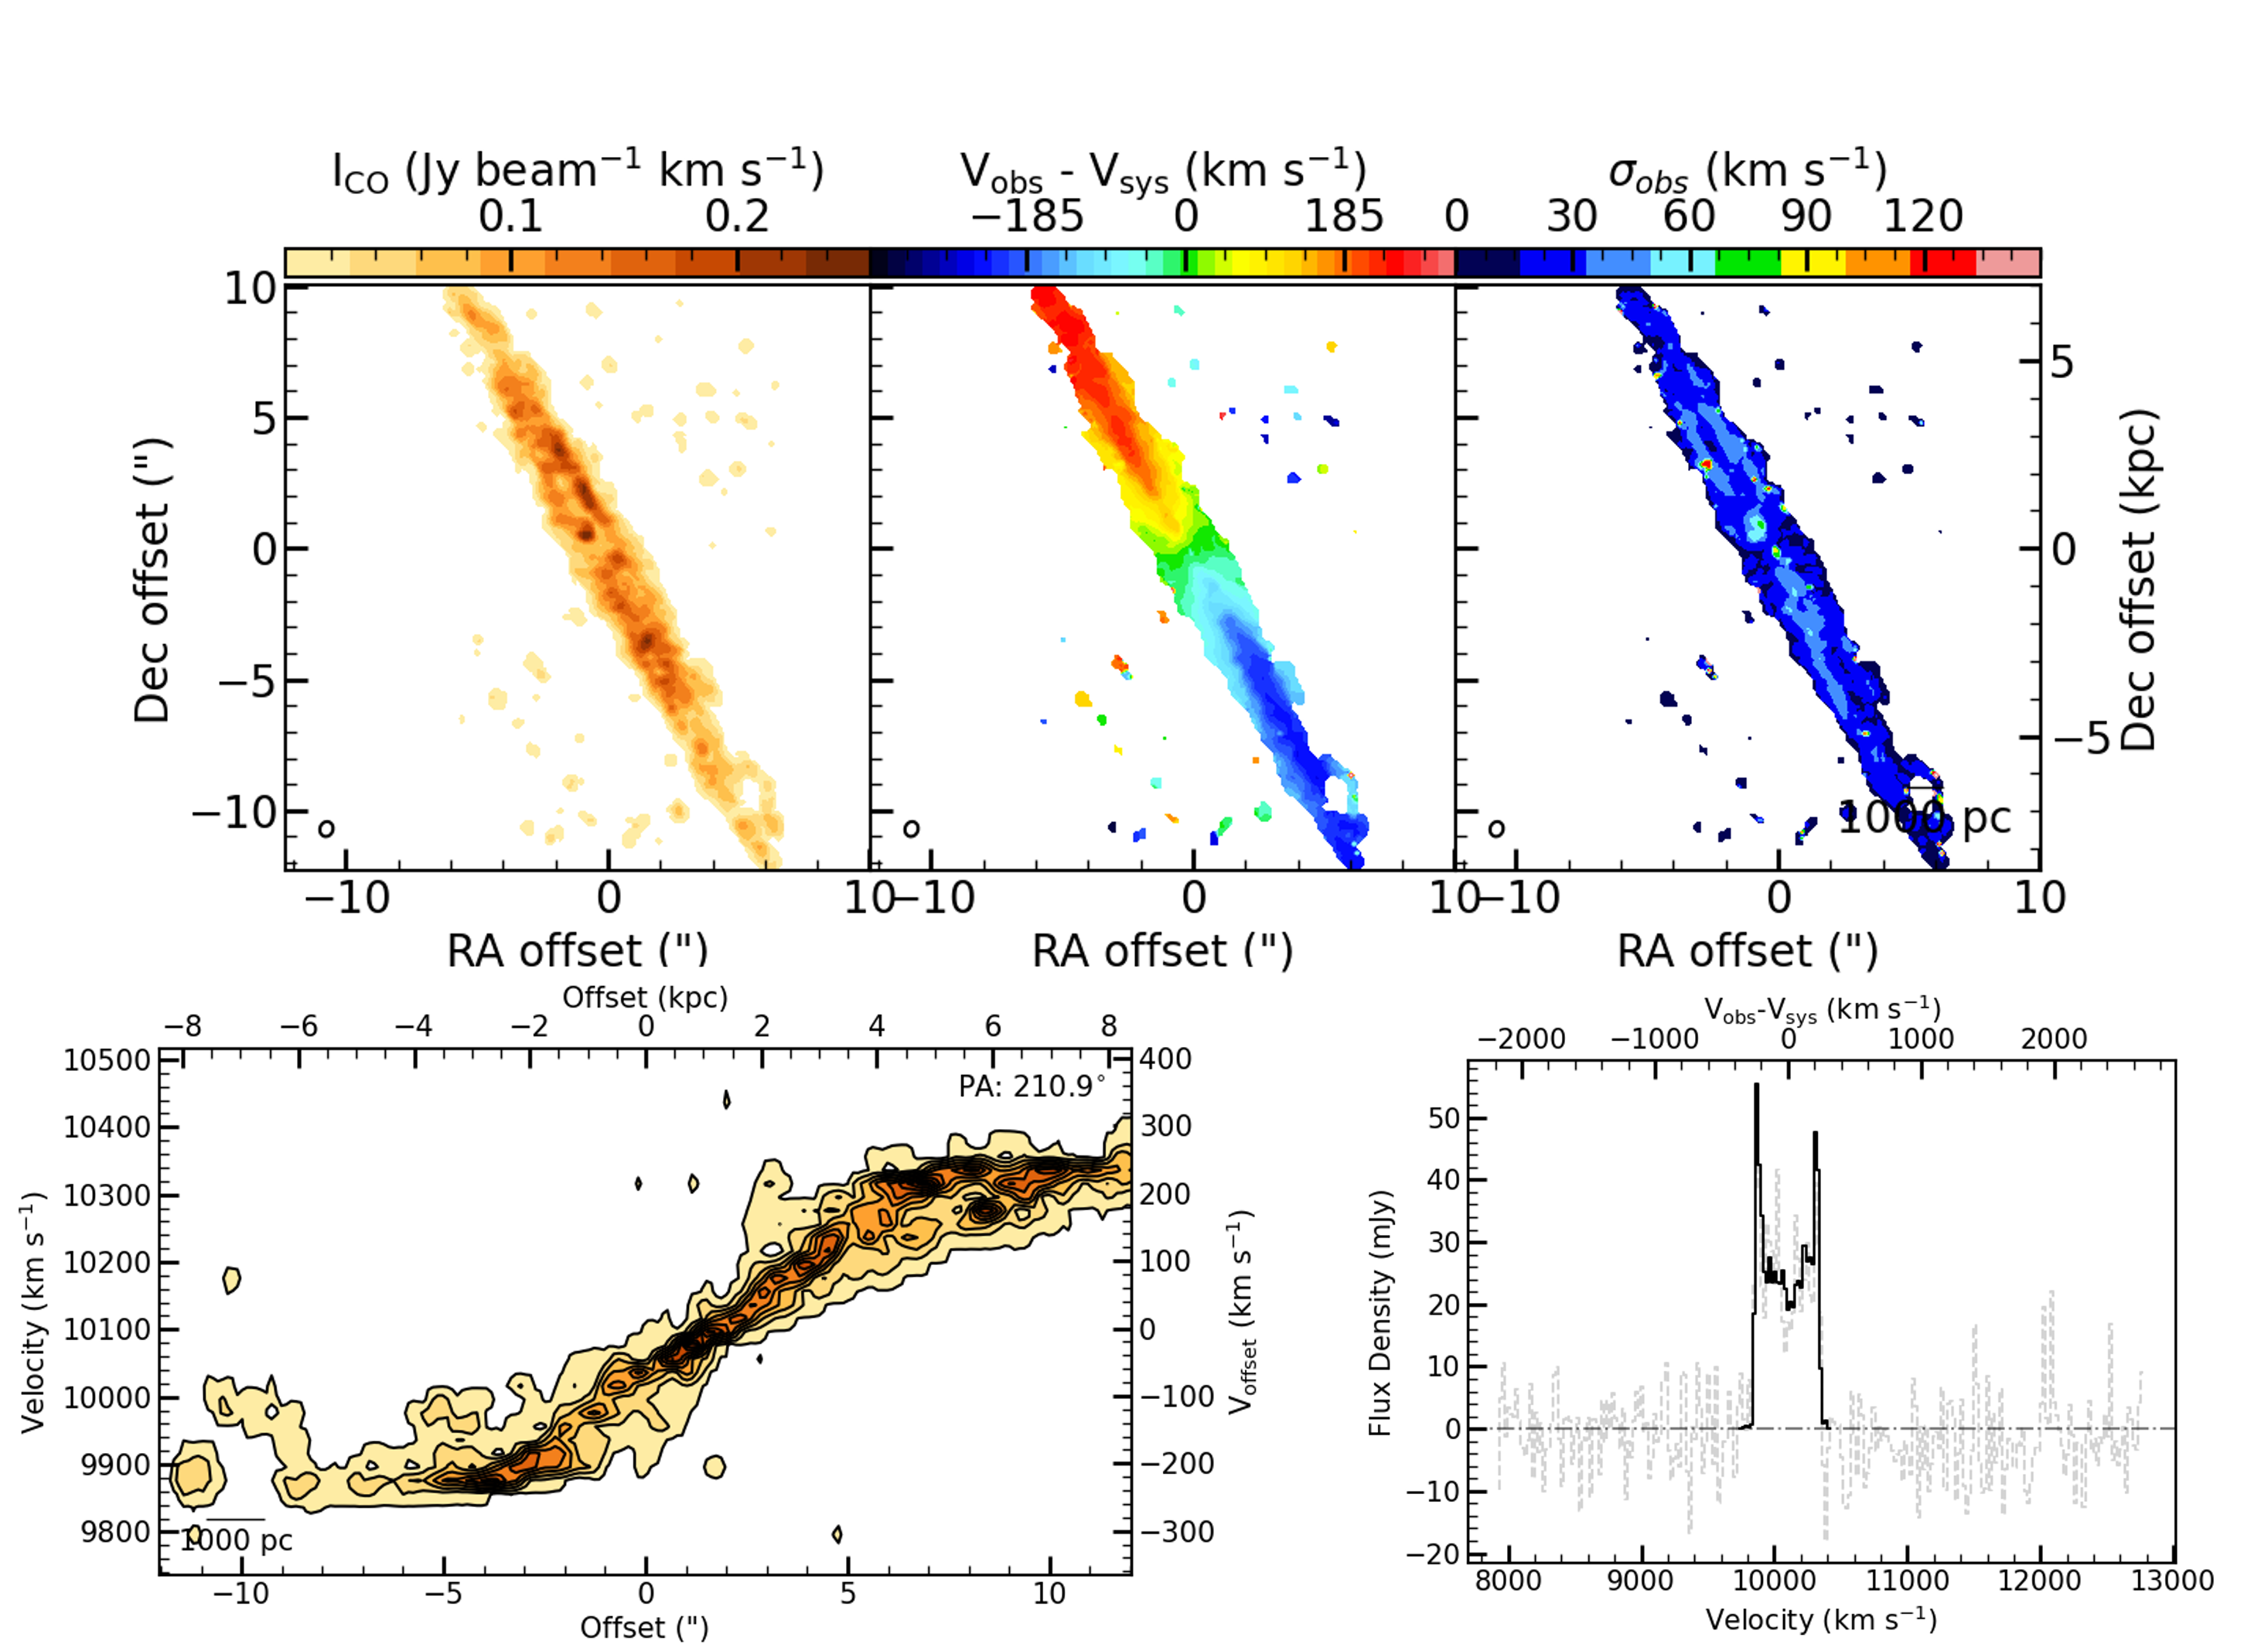 I_CO (Jy beam⁻¹ km s⁻¹) V_obs - V_sys (km s⁻¹) σ_obs (km s⁻¹)
0.1 0.2 −185 0 185 0 30 60 90 120
10
5
0
−5
−10
Dec offset (")
5
0
−5
Dec offset (kpc)
1000 pc
−10 0 10 −10 0 10 −10 0 10
RA offset (") RA offset (") RA offset (")
Offset (kpc)
−8 −6 −4 −2 0 2 4 6 8
PA: 210.9°
10500
10400
10300
10200
10100
10000
9900
9800
Velocity (km s⁻¹)
400
300
200
100
0
−100
−200
−300
V_offset (km s⁻¹)
1000 pc
−10 −5 0 5 10
Offset (")
V_obs-V_sys (km s⁻¹)
−2000 −1000 0 1000 2000
50
40
30
20
10
0
−10
−20
Flux Density (mJy)
8000 9000 10000 11000 12000 13000
Velocity (km s⁻¹)